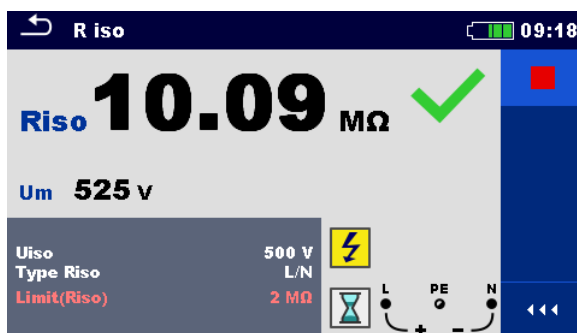 R iso 09:18
Riso 10.09 MΩ
Um 525 V
Uiso 500 V
Type Riso L/N
Limit(Riso) 2 MΩ
L PE N
+ −